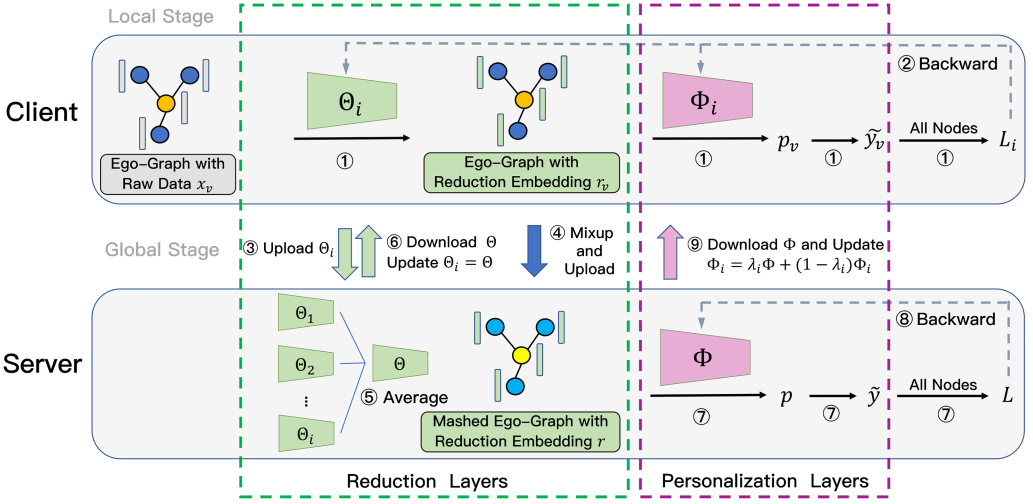 Local Stage
Client
Ego-Graph with
Raw Data xᵥ
Θᵢ
①
Ego-Graph with
Reduction Embedding rᵥ
Φᵢ
①
pᵥ
①
ỹᵥ
② Backward
All Nodes
①
Lᵢ
Global Stage
③ Upload Θᵢ
⑥ Download Θ
Update Θᵢ = Θ
④ Mixup
and
Upload
⑨ Download Φ and Update
Φᵢ = λᵢΦ + (1 − λᵢ)Φᵢ
Server
Θ₁
Θ₂
⋮
Θᵢ
Θ
⑤ Average
Mashed Ego-Graph with
Reduction Embedding r
Φ
⑦
p
⑦
ỹ
⑧ Backward
All Nodes
⑦
L
Reduction Layers
Personalization Layers